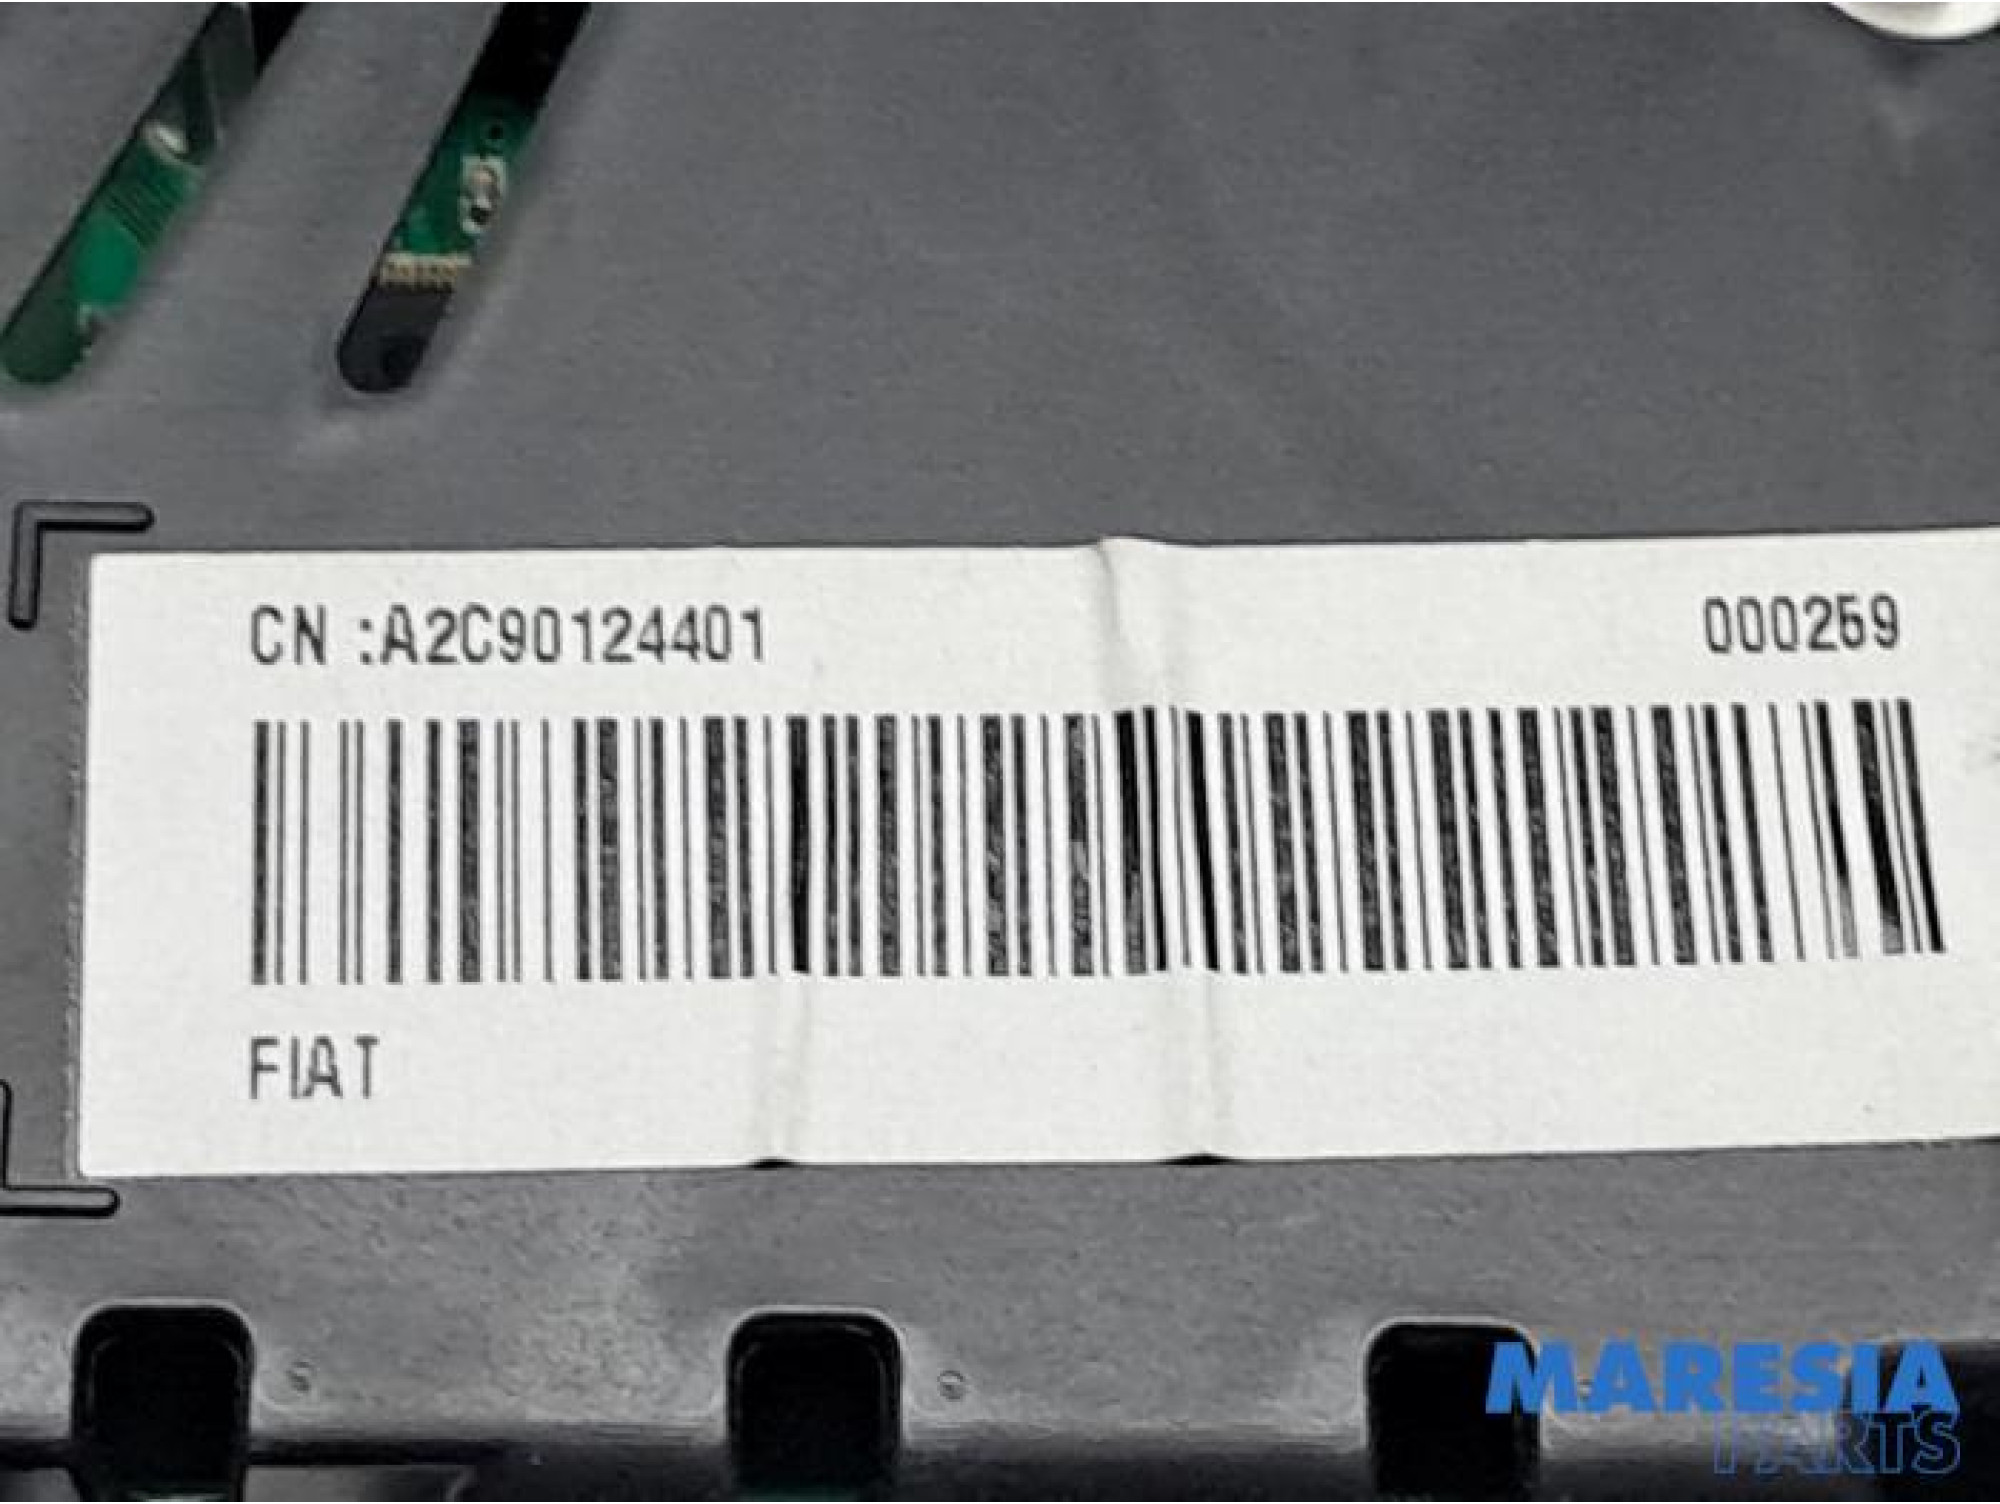 CN :A2C90124401
000259
FIAT
MARESIA
PARTS